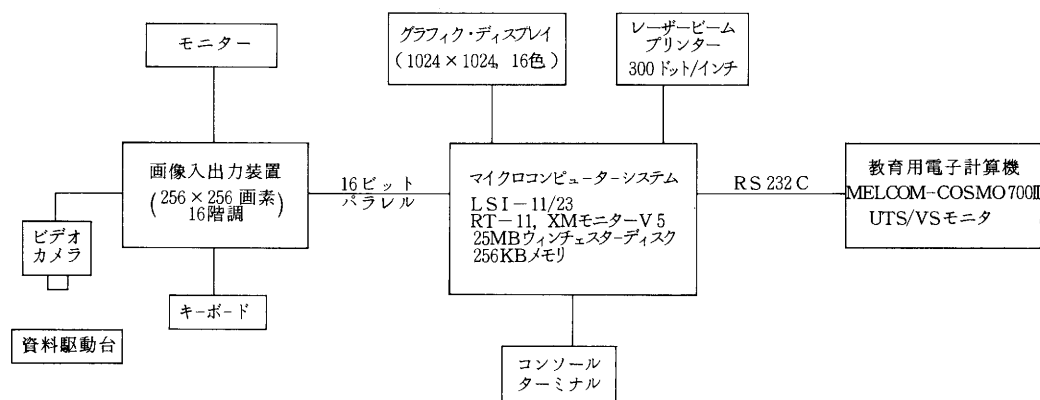 モニター
グラフィク・ディスプレイ
(1024×1024, 16色)
レーザービーム
プリンター
300ドット/インチ
画像入出力装置
(256×256画素)
16階調
16ビット
パラレル
マイクロコンピューターシステム
LSI-11/23
RT-11, XMモニターV5
25MBウィンチェスターディスク
256KBメモリ
RS232C
教育用電子計算機
MELCOM-COSMO700Ⅲ
UTS/VSモニタ
ビデオ
カメラ
キーボード
資料駆動台
コンソール
ターミナル